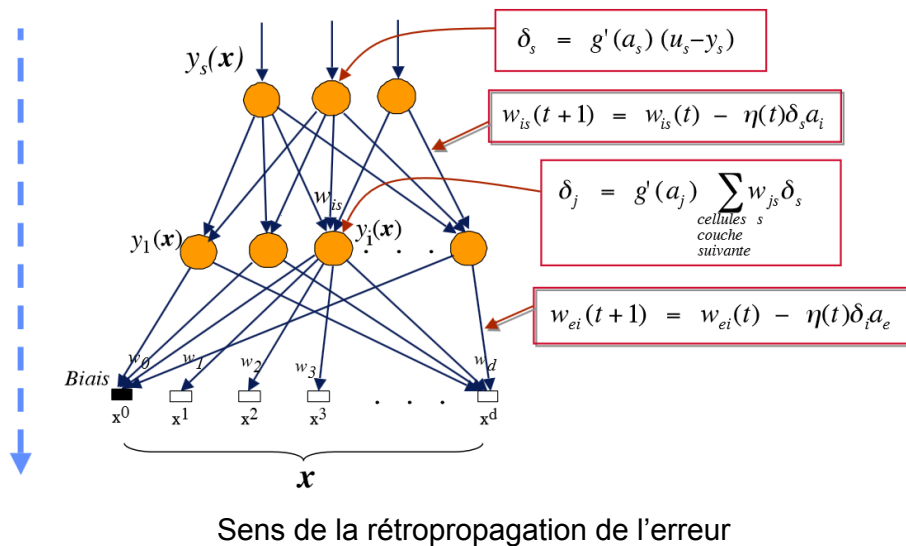 δs = g'(as) (us−ys)
ys(x)
wis(t+1) = wis(t) − η(t)δsai
δj = g'(aj) ∑ wjsδs
cellules s
couche
suivante
wis
y1(x) yi(x) . . .
wei(t+1) = wei(t) − η(t)δiae
w0 w1 w2 w3 wd
Biais
x0 x1 x2 x3 . . . xd
x
Sens de la rétropropagation de l'erreur